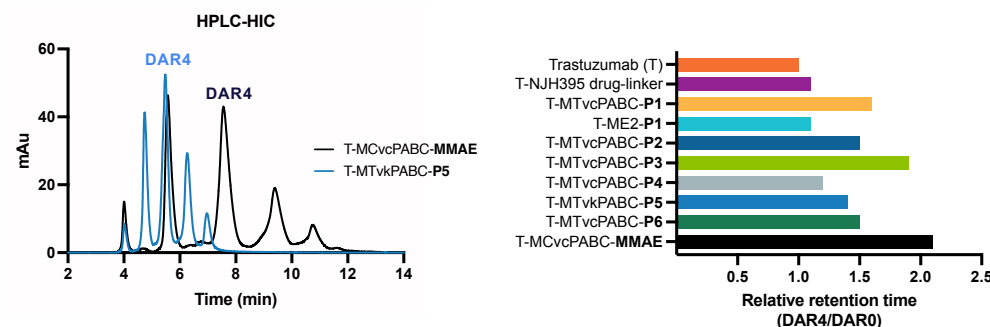 HPLC-HIC
60
40
20
0
mAu
DAR4
DAR4
T-MCvcPABC-MMAE
T-MTvkPABC-P5
2
4
6
8
10
12
14
Time (min)
Trastuzumab (T)
T-NJH395 drug-linker
T-MTvcPABC-P1
T-ME2-P1
T-MTvcPABC-P2
T-MTvcPABC-P3
T-MTvcPABC-P4
T-MTvkPABC-P5
T-MTvcPABC-P6
T-MCvcPABC-MMAE
0.5
1.0
1.5
2.0
2.5
Relative retention time
(DAR4/DAR0)